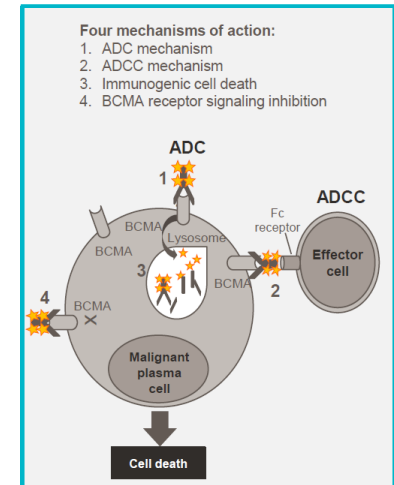 Four mechanisms of action:
1. ADC mechanism
2. ADCC mechanism
3. Immunogenic cell death
4. BCMA receptor signaling inhibition
ADC
1
ADCC
Fc
receptor
BCMA
Lysosome
BCMA
Effector
cell
3
BCMA
2
4
BCMA
Malignant
plasma
cell
Cell death